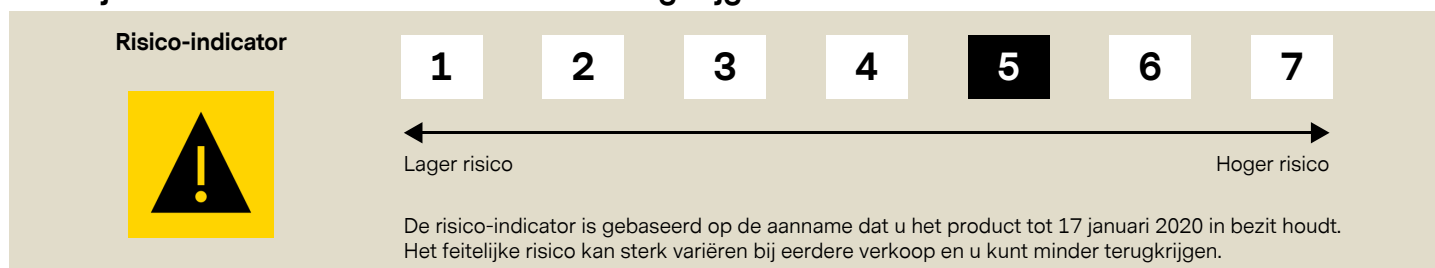 Risico-indicator
1 2 3 4 5 6 7
Lager risico Hoger risico
De risico-indicator is gebaseerd op de aanname dat u het product tot 17 januari 2020 in bezit houdt.
Het feitelijke risico kan sterk variëren bij eerdere verkoop en u kunt minder terugkrijgen.